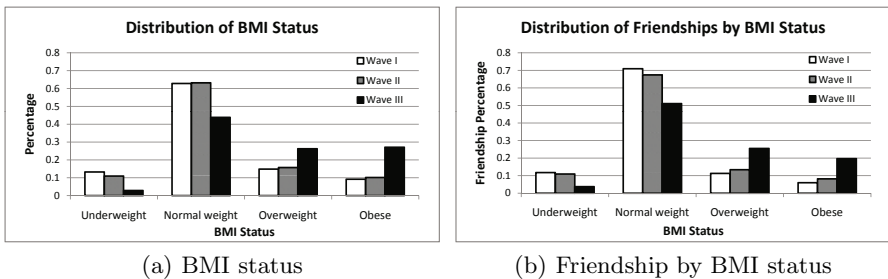 Distribution of BMI Status
0.8
0.7
0.6
0.5
0.4
0.3
0.2
0.1
0
Percentage
Wave I
Wave II
Wave III
Underweight Normal weight Overweight Obese
BMI Status
(a) BMI status
Distribution of Friendships by BMI Status
0.8
0.7
0.6
0.5
0.4
0.3
0.2
0.1
0
Friendship Percentage
Wave I
Wave II
Wave III
Underweight Normal weight Overweight Obese
BMI Status
(b) Friendship by BMI status